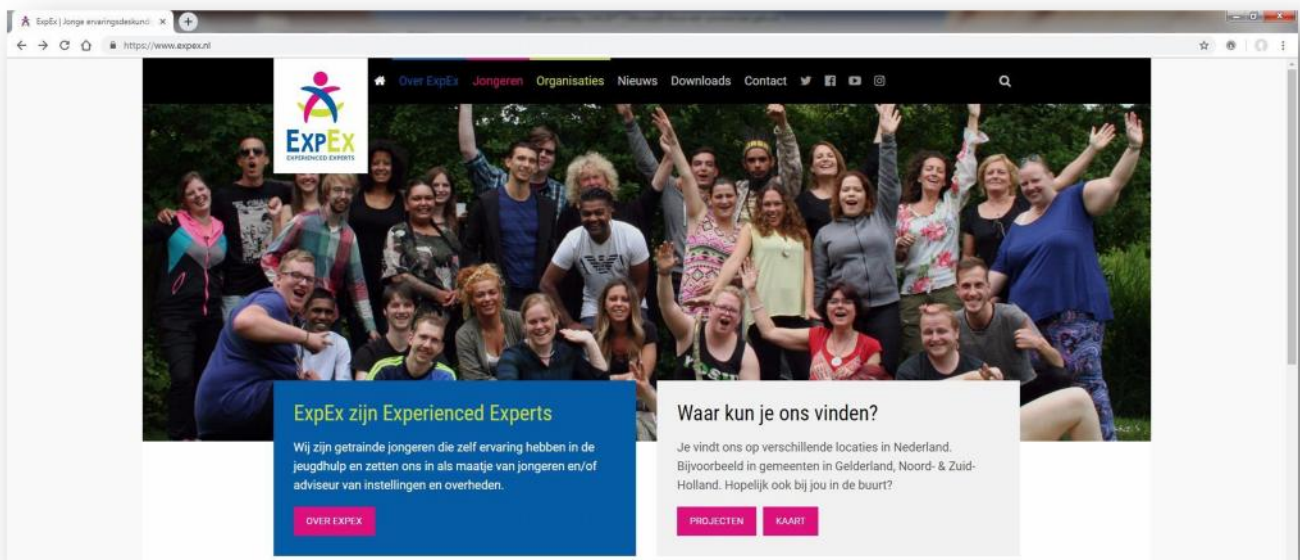 ExpEx | Jonge ervaringsdeskund
https://www.expex.nl
Over ExpEx Jongeren Organisaties Nieuws Downloads Contact
EXPEX
EXPERIENCED EXPERTS
ExpEx zijn Experienced Experts
Wij zijn getrainde jongeren die zelf ervaring hebben in de
jeugdhulp en zetten ons in als maatje van jongeren en/of
adviseur van instellingen en overheden.
OVER EXPEX
Waar kun je ons vinden?
Je vindt ons op verschillende locaties in Nederland.
Bijvoorbeeld in gemeenten in Gelderland, Noord- & Zuid-
Holland. Hopelijk ook bij jou in de buurt?
PROJECTEN KAART